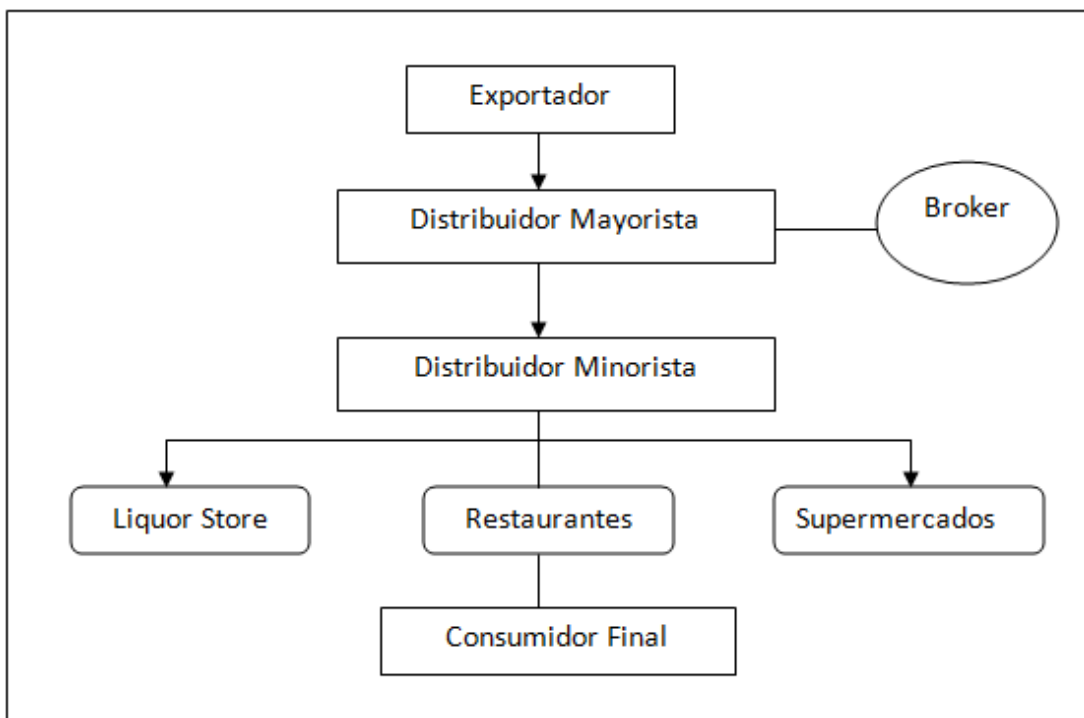 Exportador
Distribuidor Mayorista
Broker
Distribuidor Minorista
Liquor Store
Restaurantes
Supermercados
Consumidor Final